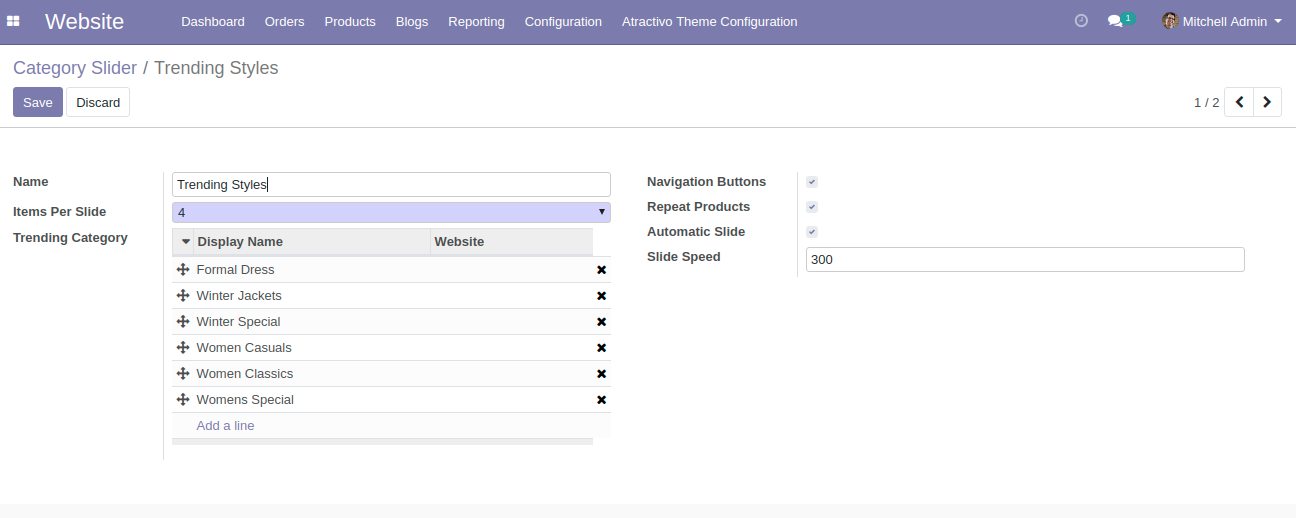 Website Dashboard Orders Products Blogs Reporting Configuration Atractivo Theme Configuration 1 Mitchell Admin
Category Slider / Trending Styles
Save Discard 1 / 2
Name Trending Styles Navigation Buttons
Items Per Slide 4 Repeat Products
Trending Category Display Name Website Automatic Slide
Slide Speed 300
Formal Dress
Winter Jackets
Winter Special
Women Casuals
Women Classics
Womens Special
Add a line